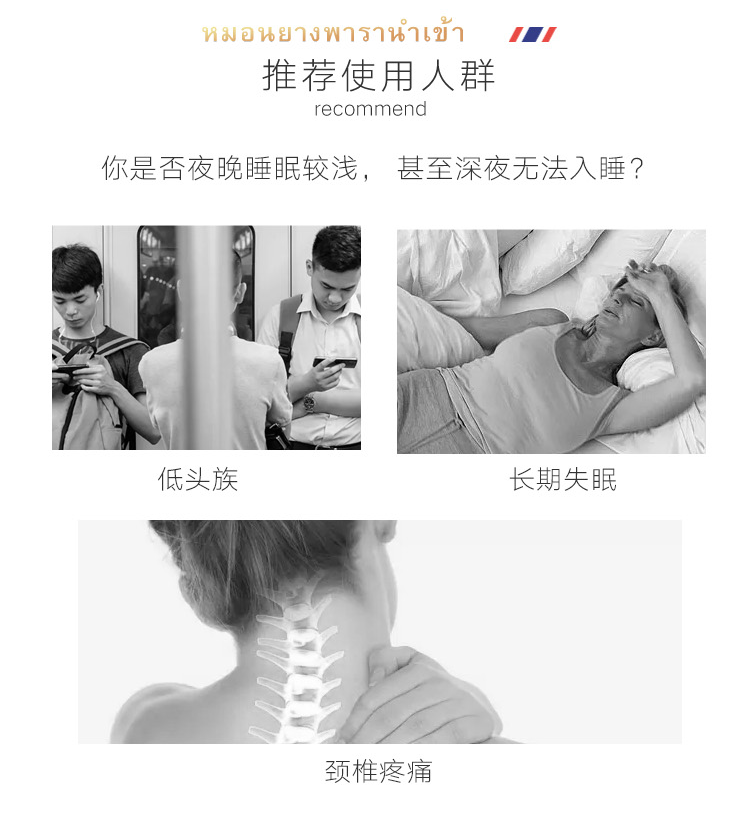 หมอนยางพารานำเข้า
推荐使用人群
recommend
你是否夜晚睡眠较浅， 甚至深夜无法入睡?
低头族
长期失眠
颈椎疼痛